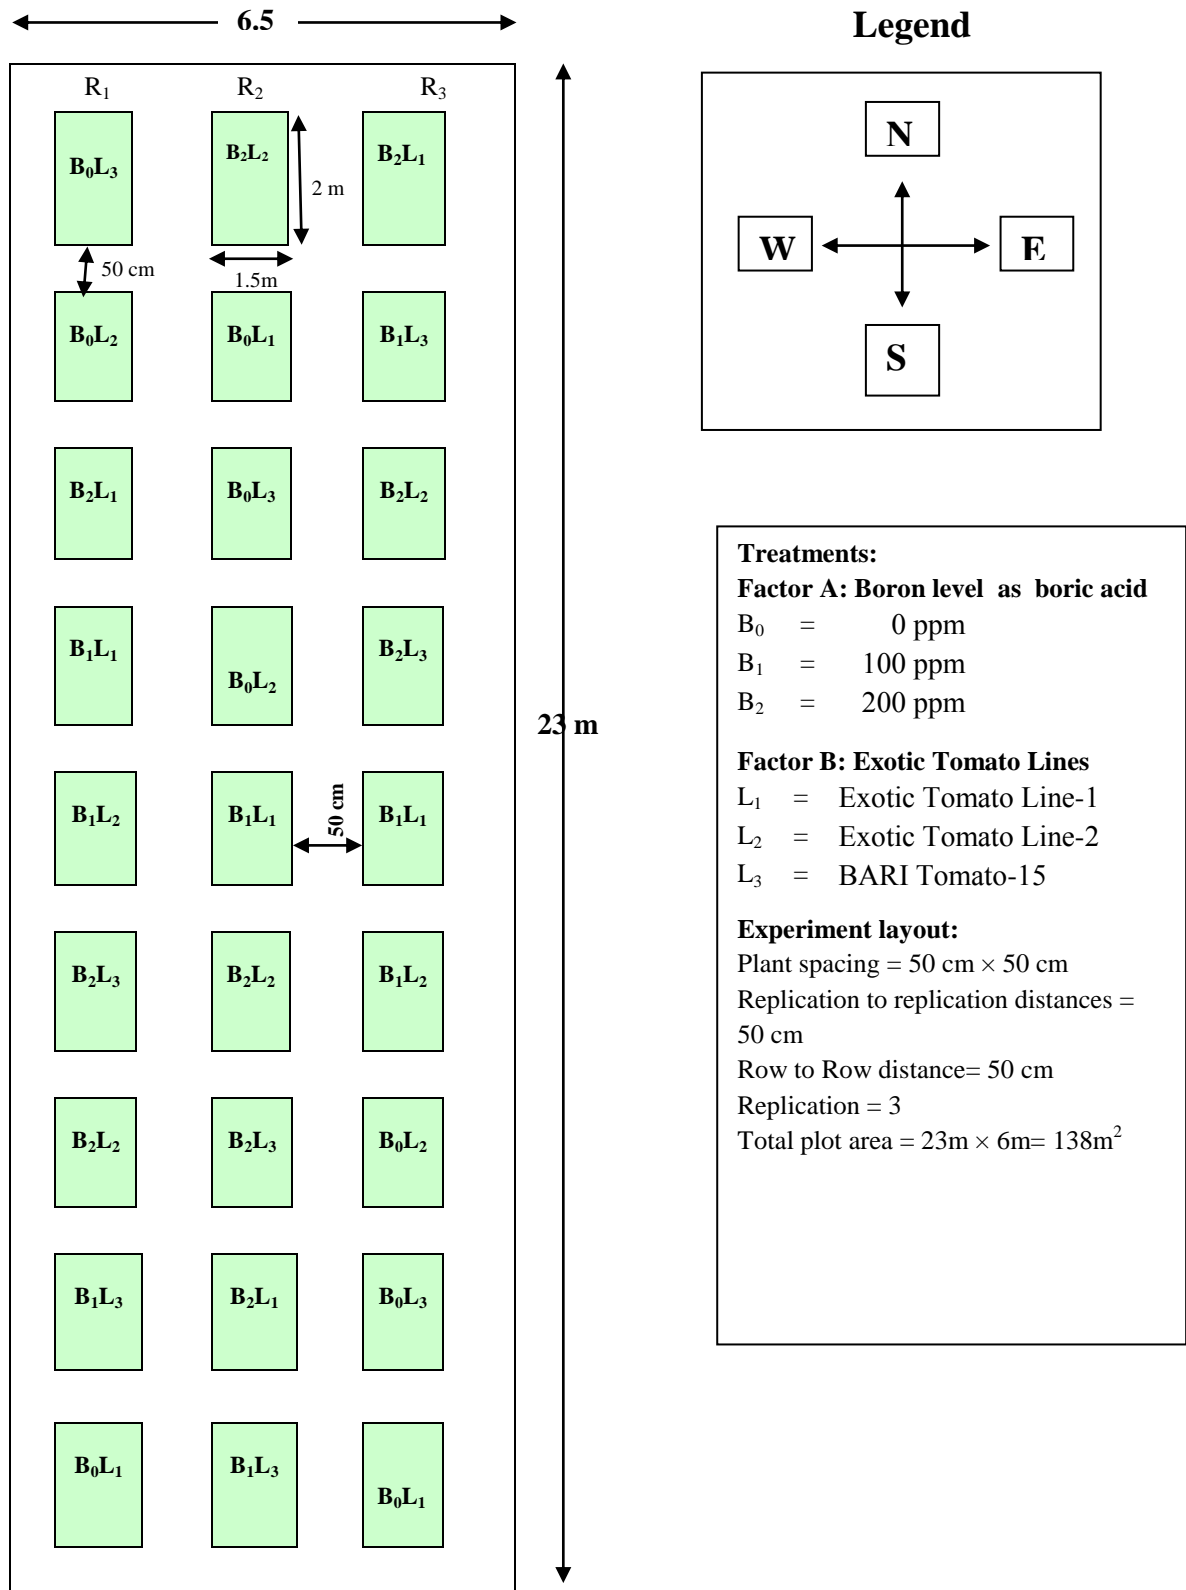 6.5
R₁ R₂ R₃
B₀L₃ B₂L₂ B₂L₁
2 m
50 cm
1.5m
B₀L₂ B₀L₁ B₁L₃
B₂L₁ B₀L₃ B₂L₂
B₁L₁ B₀L₂ B₂L₃
23 m
B₁L₂ B₁L₁ 50 cm B₁L₁
B₂L₃ B₂L₂ B₁L₂
B₂L₂ B₂L₃ B₀L₂
B₁L₃ B₂L₁ B₀L₃
B₀L₁ B₁L₃ B₀L₁
Legend
N
W E
S
Treatments:
Factor A: Boron level as boric acid
B₀ = 0 ppm
B₁ = 100 ppm
B₂ = 200 ppm
Factor B: Exotic Tomato Lines
L₁ = Exotic Tomato Line-1
L₂ = Exotic Tomato Line-2
L₃ = BARI Tomato-15
Experiment layout:
Plant spacing = 50 cm × 50 cm
Replication to replication distances =
50 cm
Row to Row distance= 50 cm
Replication = 3
Total plot area = 23m × 6m= 138m²